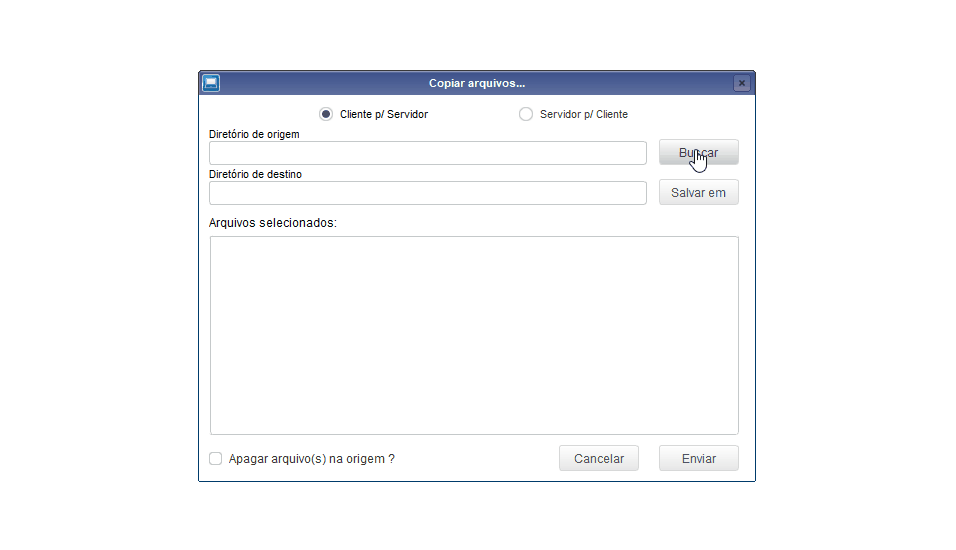 Copiar arquivos...
Cliente p/ Servidor
Servidor p/ Cliente
Diretório de origem
Buscar
Diretório de destino
Salvar em
Arquivos selecionados:
Apagar arquivo(s) na origem ?
Cancelar
Enviar